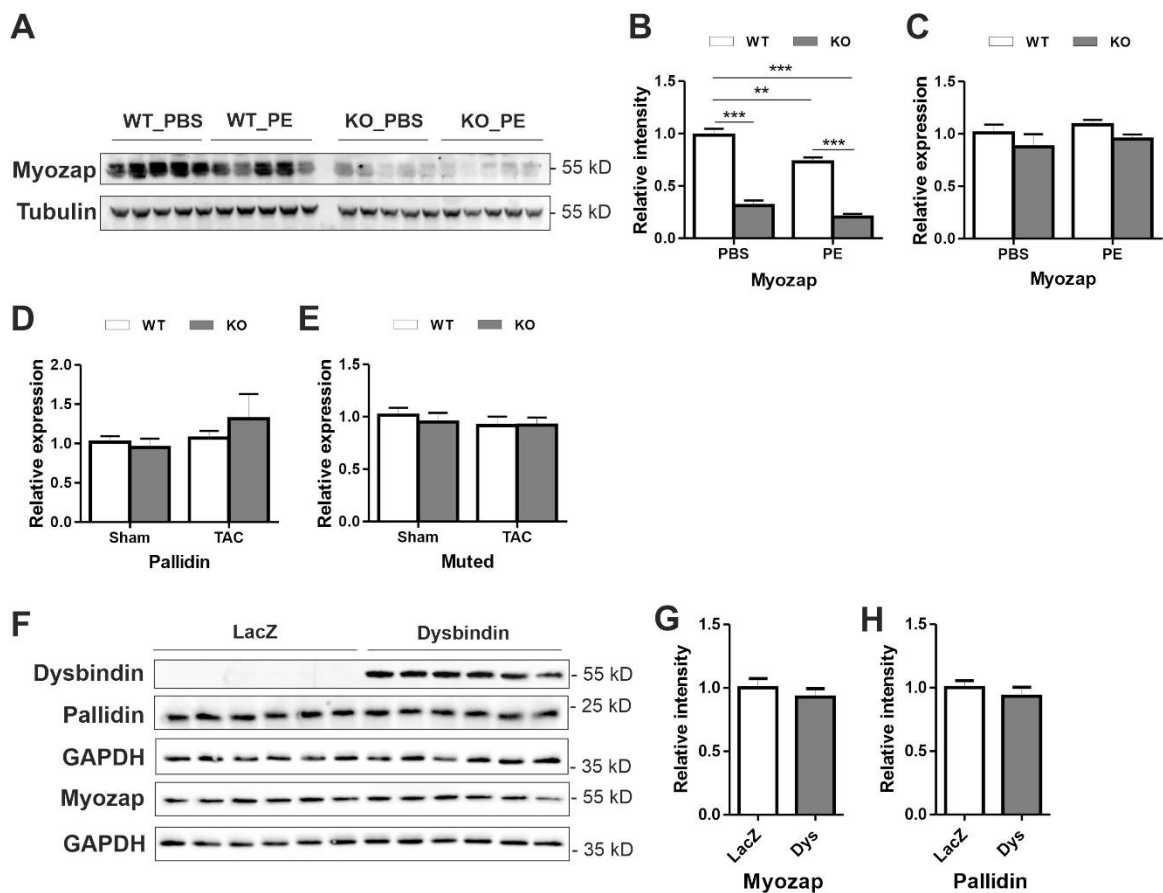 A
WT_PBS WT_PE KO_PBS KO_PE
Myozap - 55 kD
Tubulin - 55 kD
B
WT KO
Relative intensity
1.5
1.0
0.5
0.0
***
**
*** ***
PBS PE
Myozap
C
WT KO
Relative expression
1.5
1.0
0.5
0.0
PBS PE
Myozap
D
WT KO
Relative expression
2.0
1.5
1.0
0.5
0.0
Sham TAC
Pallidin
E
WT KO
Relative expression
1.5
1.0
0.5
0.0
Sham TAC
Muted
F
LacZ Dysbindin
Dysbindin - 55 kD
Pallidin - 25 kD
GAPDH - 35 kD
Myozap - 55 kD
GAPDH - 35 kD
G
Relative intensity
1.5
1.0
0.5
0.0
LacZ Dys
Myozap
H
Relative intensity
1.5
1.0
0.5
0.0
LacZ Dys
Pallidin